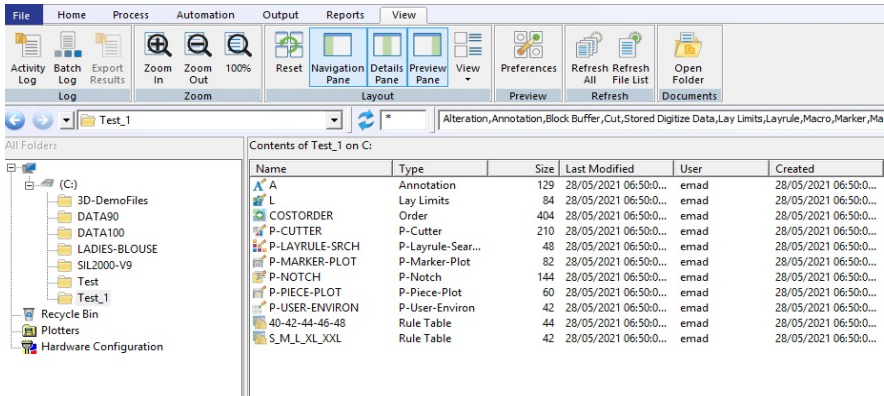 File Home Process Automation Output Reports View
Activity Log Batch Log Export Results Zoom In Zoom Out 100% Reset Navigation Pane Details Pane Preview Pane View Preferences Refresh All Refresh File List Open Folder
Log Zoom Layout Preview Refresh Documents
Test_1 * Alteration,Annotation,Block Buffer,Cut,Stored Digitize Data,Lay Limits,Layrule,Macro,Marker,Ma
All Folders
(C:)
3D-DemoFiles
DATA90
DATA100
LADIES-BLOUSE
SIL2000-V9
Test
Test_1
Recycle Bin
Plotters
Hardware Configuration
Contents of Test_1 on C:
Name Type Size Last Modified User Created
A Annotation 129 28/05/2021 06:50:0... emad 28/05/2021 06:50:0...
L Lay Limits 84 28/05/2021 06:50:0... emad 28/05/2021 06:50:0...
COSTORDER Order 404 28/05/2021 06:50:0... emad 28/05/2021 06:50:0...
P-CUTTER P-Cutter 210 28/05/2021 06:50:0... emad 28/05/2021 06:50:0...
P-LAYRULE-SRCH P-Layrule-Sear... 48 28/05/2021 06:50:0... emad 28/05/2021 06:50:0...
P-MARKER-PLOT P-Marker-Plot 82 28/05/2021 06:50:0... emad 28/05/2021 06:50:0...
P-NOTCH P-Notch 144 28/05/2021 06:50:0... emad 28/05/2021 06:50:0...
P-PIECE-PLOT P-Piece-Plot 60 28/05/2021 06:50:0... emad 28/05/2021 06:50:0...
P-USER-ENVIRON P-User-Environ 42 28/05/2021 06:50:0... emad 28/05/2021 06:50:0...
40-42-44-46-48 Rule Table 44 28/05/2021 06:50:0... emad 28/05/2021 06:50:0...
S_M_L_XL_XXL Rule Table 42 28/05/2021 06:50:0... emad 28/05/2021 06:50:0...